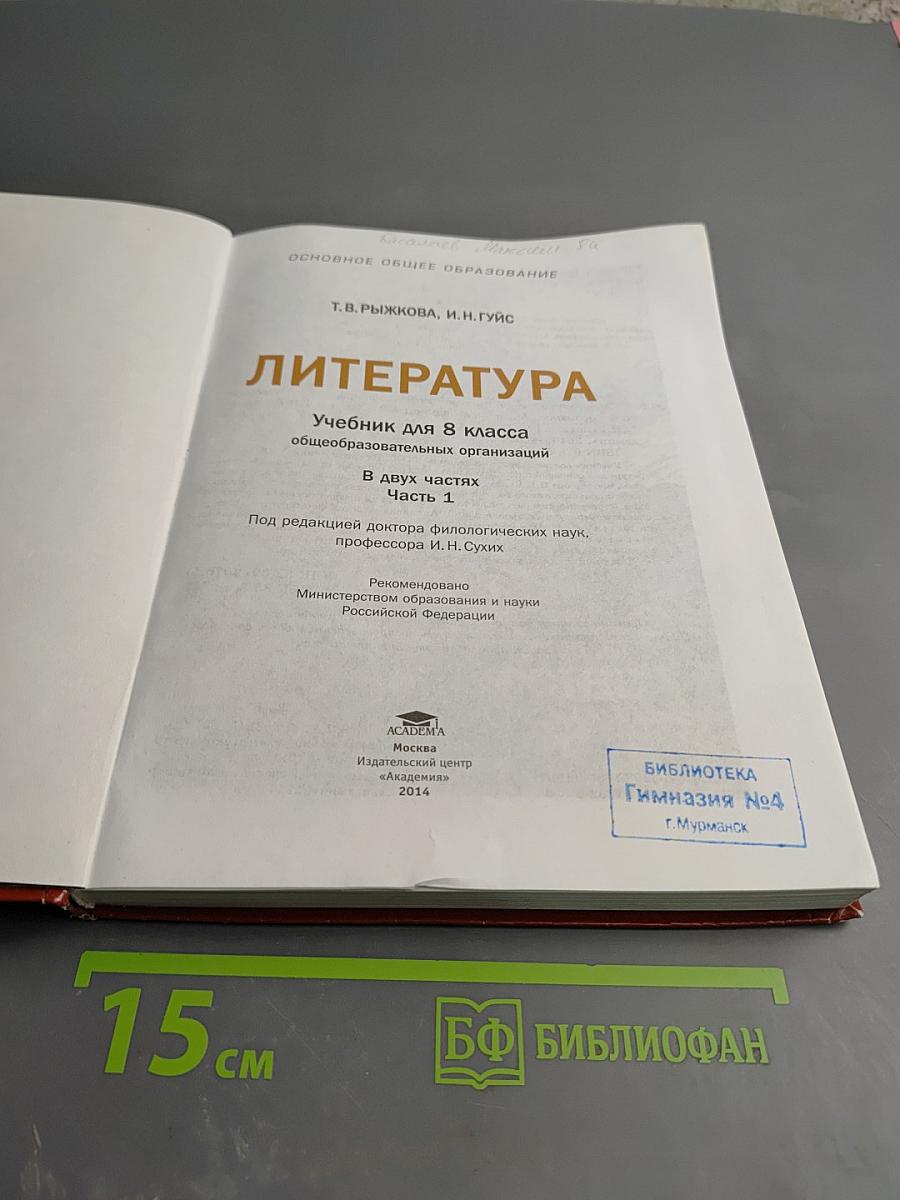 Максим 8а
ОСНОВНОЕ ОБЩЕЕ ОБРАЗОВАНИЕ
Т. В. РЫЖКОВА, И. Н. ГУЙС
ЛИТЕРАТУРА
Учебник для 8 класса
общеобразовательных организаций
В двух частях
Часть 1
Под редакцией доктора филологических наук,
профессора И. Н. Сухих
Рекомендовано
Министерством образования и науки
Российской Федерации
ACADEMA
Москва
Издательский центр
«Академия»
2014
БИБЛИОТЕКА
Гимназия №4
г.Мурманск
15 см
БФ БИБЛИОФАН